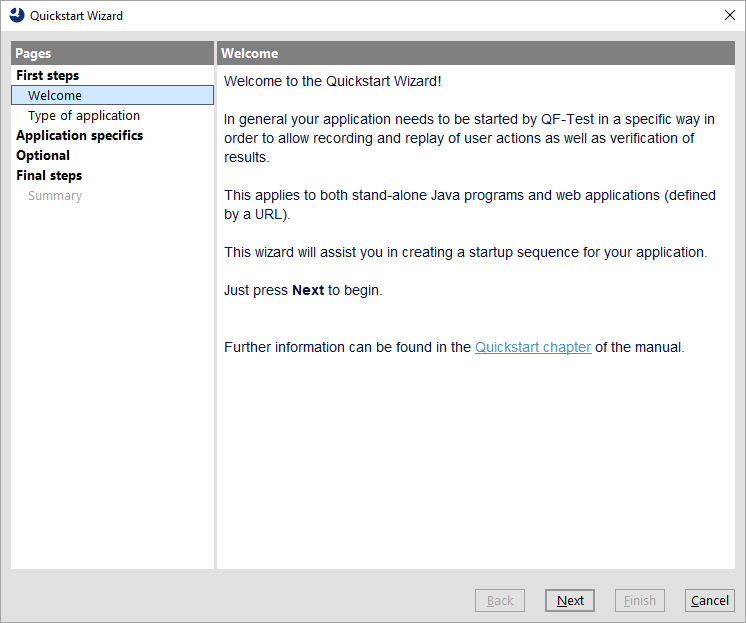 Quickstart Wizard
Pages
First steps
Welcome
Type of application
Application specifics
Optional
Final steps
Summary
Welcome
Welcome to the Quickstart Wizard!
In general your application needs to be started by QF-Test in a specific way in
order to allow recording and replay of user actions as well as verification of
results.
This applies to both stand-alone Java programs and web applications (defined
by a URL).
This wizard will assist you in creating a startup sequence for your application.
Just press Next to begin.
Further information can be found in the Quickstart chapter of the manual.
Back
Next
Finish
Cancel